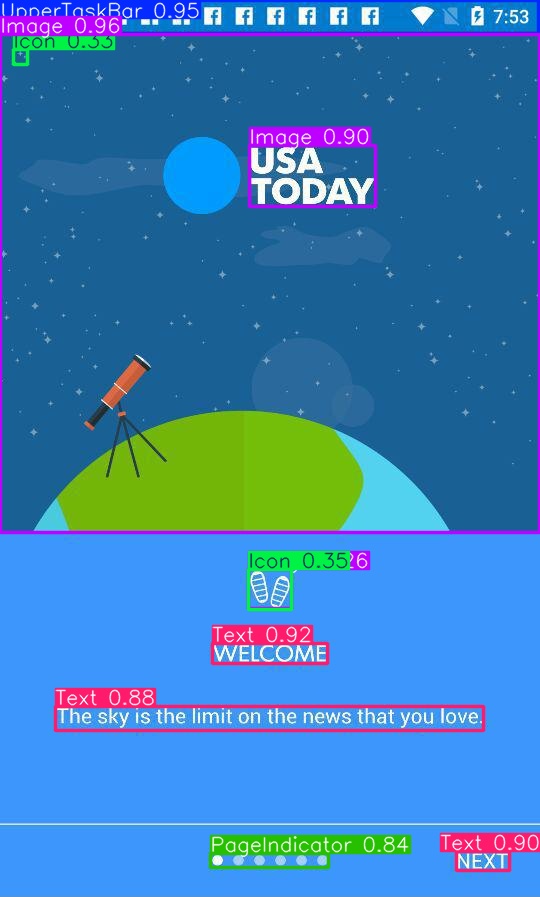 UpperTaskBar 0.95
7:53
Image 0.96
Icon 0.33
Image 0.90
USA
TODAY
Icon 0.35
26
Text 0.92
WELCOME
Text 0.88
The sky is the limit on the news that you love.
PageIndicator 0.84
Text 0.90
NEXT